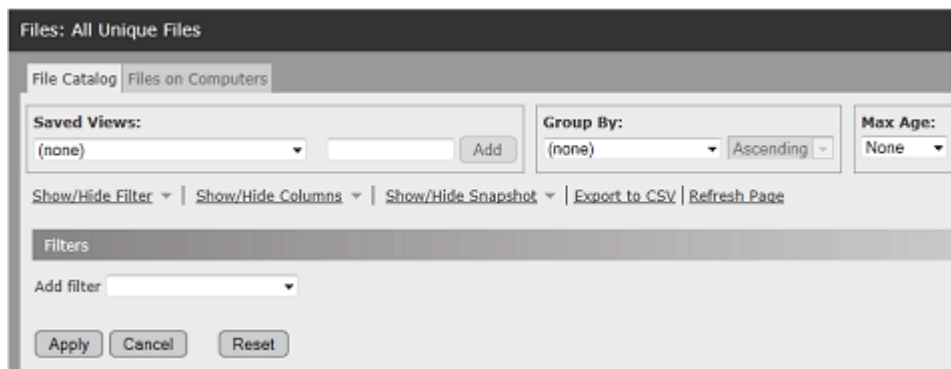 Files: All Unique Files
File Catalog Files on Computers
Saved Views: Group By: Max Age:
(none) Add (none) Ascending None
Show/Hide Filter | Show/Hide Columns | Show/Hide Snapshot | Export to CSV | Refresh Page
Filters
Add filter
Apply Cancel Reset